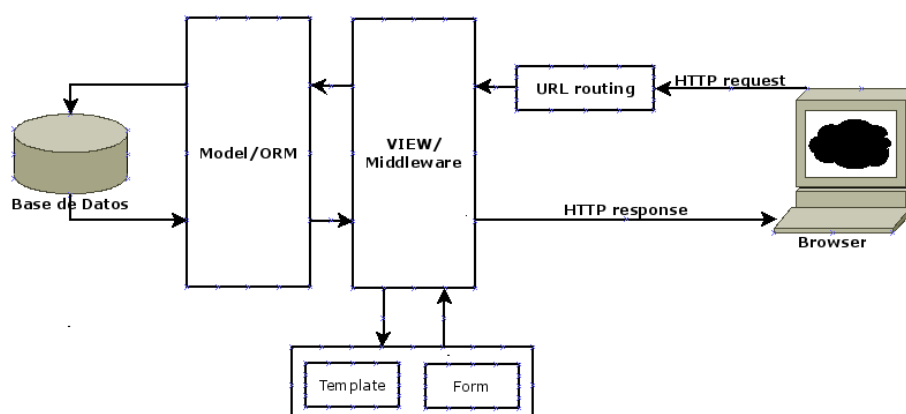 HTTP request
URL routing
Model/ORM
VIEW/
Middleware
Base de Datos
HTTP response
Browser
Template
Form